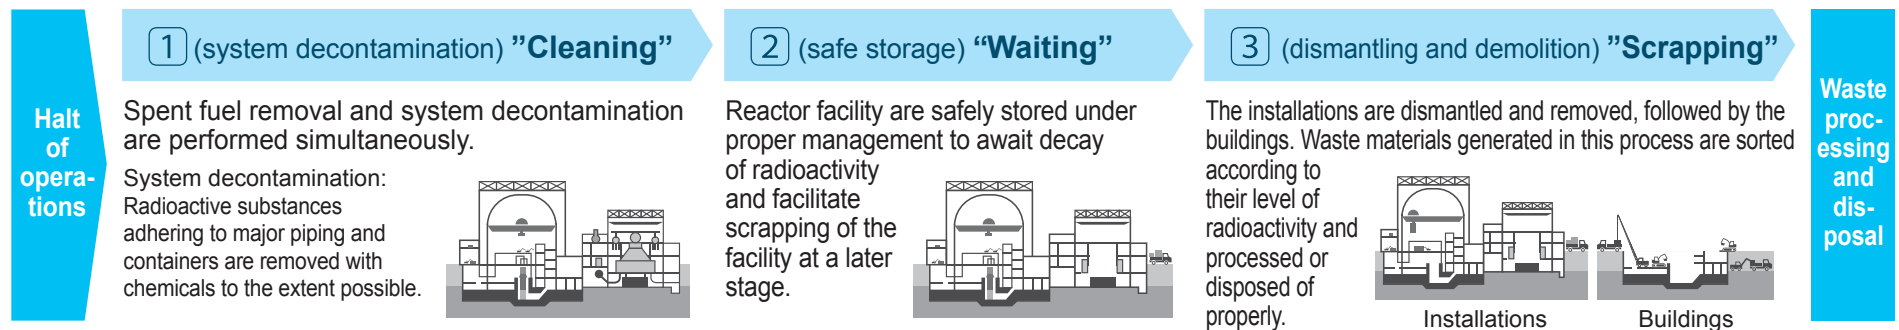 Halt
of
opera-
tions
1 (system decontamination) ”Cleaning”
Spent fuel removal and system decontamination
are performed simultaneously.
System decontamination:
Radioactive substances
adhering to major piping and
containers are removed with
chemicals to the extent possible.
2 (safe storage) “Waiting”
Reactor facility are safely stored under
proper management to await decay
of radioactivity
and facilitate
scrapping of the
facility at a later
stage.
3 (dismantling and demolition) ”Scrapping”
The installations are dismantled and removed, followed by the
buildings. Waste materials generated in this process are sorted
according to
their level of
radioactivity and
processed or
disposed of
properly.
Installations
Buildings
Waste
proc-
essing
and
dis-
posal